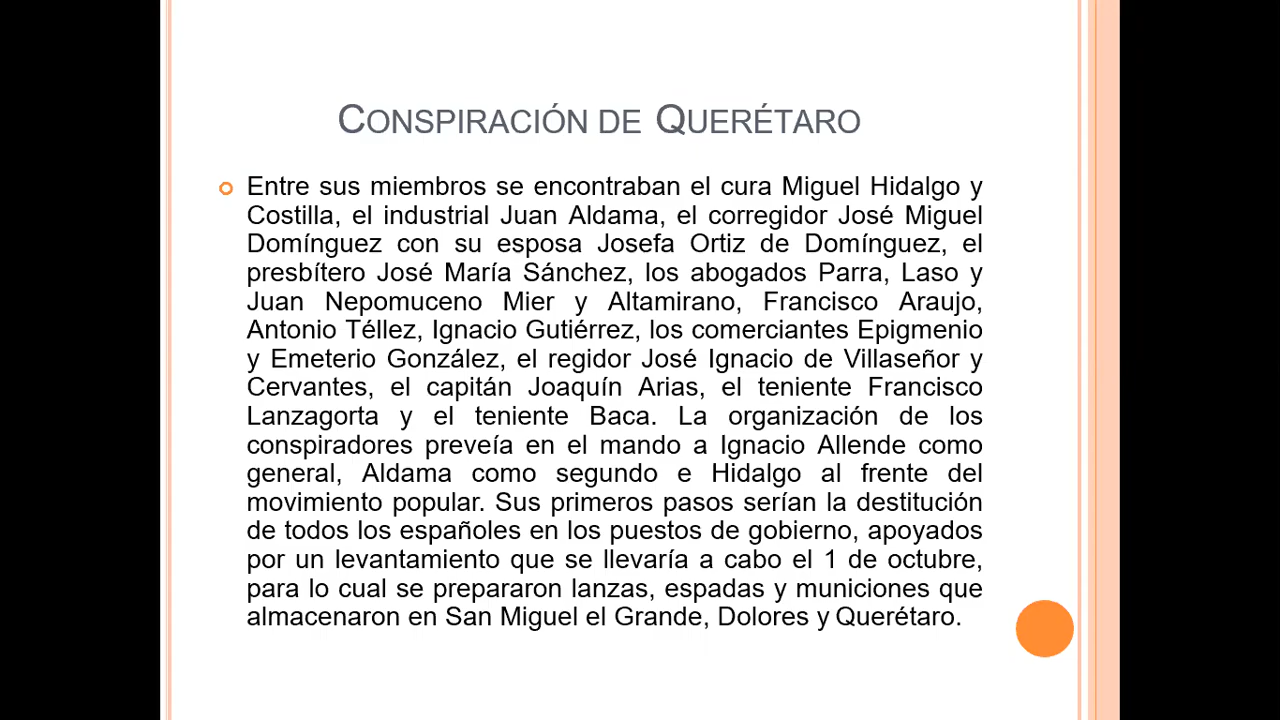 CONSPIRACIÓN DE QUERÉTARO
Entre sus miembros se encontraban el cura Miguel Hidalgo y
Costilla, el industrial Juan Aldama, el corregidor José Miguel
Domínguez con su esposa Josefa Ortiz de Domínguez, el
presbítero José María Sánchez, los abogados Parra, Laso y
Juan Nepomuceno Mier y Altamirano, Francisco Araujo,
Antonio Téllez, Ignacio Gutiérrez, los comerciantes Epigmenio
y Emeterio González, el regidor José Ignacio de Villaseñor y
Cervantes, el capitán Joaquín Arias, el teniente Francisco
Lanzagorta y el teniente Baca. La organización de los
conspiradores preveía en el mando a Ignacio Allende como
general, Aldama como segundo e Hidalgo al frente del
movimiento popular. Sus primeros pasos serían la destitución
de todos los españoles en los puestos de gobierno, apoyados
por un levantamiento que se llevaría a cabo el 1 de octubre,
para lo cual se prepararon lanzas, espadas y municiones que
almacenaron en San Miguel el Grande, Dolores y Querétaro.